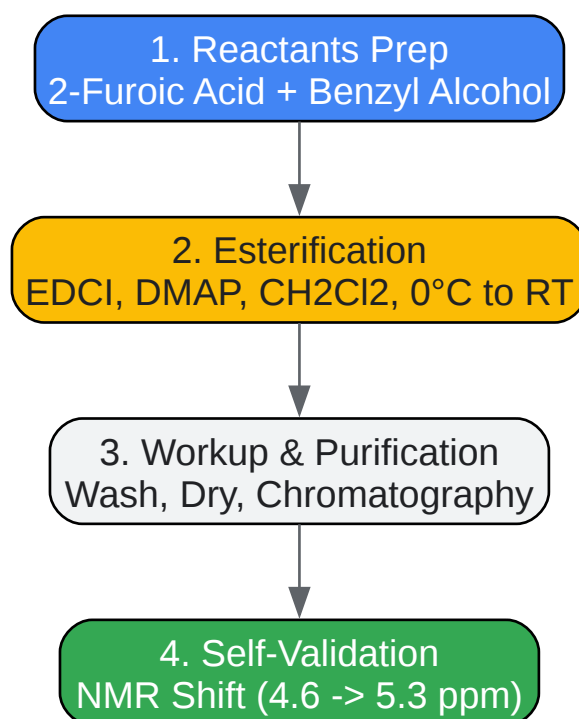 1. Reactants Prep
2-Furoic Acid + Benzyl Alcohol
2. Esterification
EDCI, DMAP, CH2Cl2, 0°C to RT
3. Workup & Purification
Wash, Dry, Chromatography
4. Self-Validation
NMR Shift (4.6 -> 5.3 ppm)